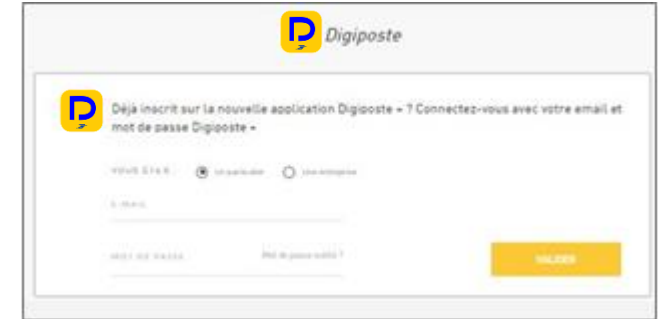 Digiposte
Déjà inscrit sur la nouvelle application Digiposte + ? Connectez-vous avec votre email et
mot de passe Digiposte +
VOUS ETES Un particulier Une entreprise
E-MAIL
MOT DE PASSE Mot de passe oublié ?
VALIDER